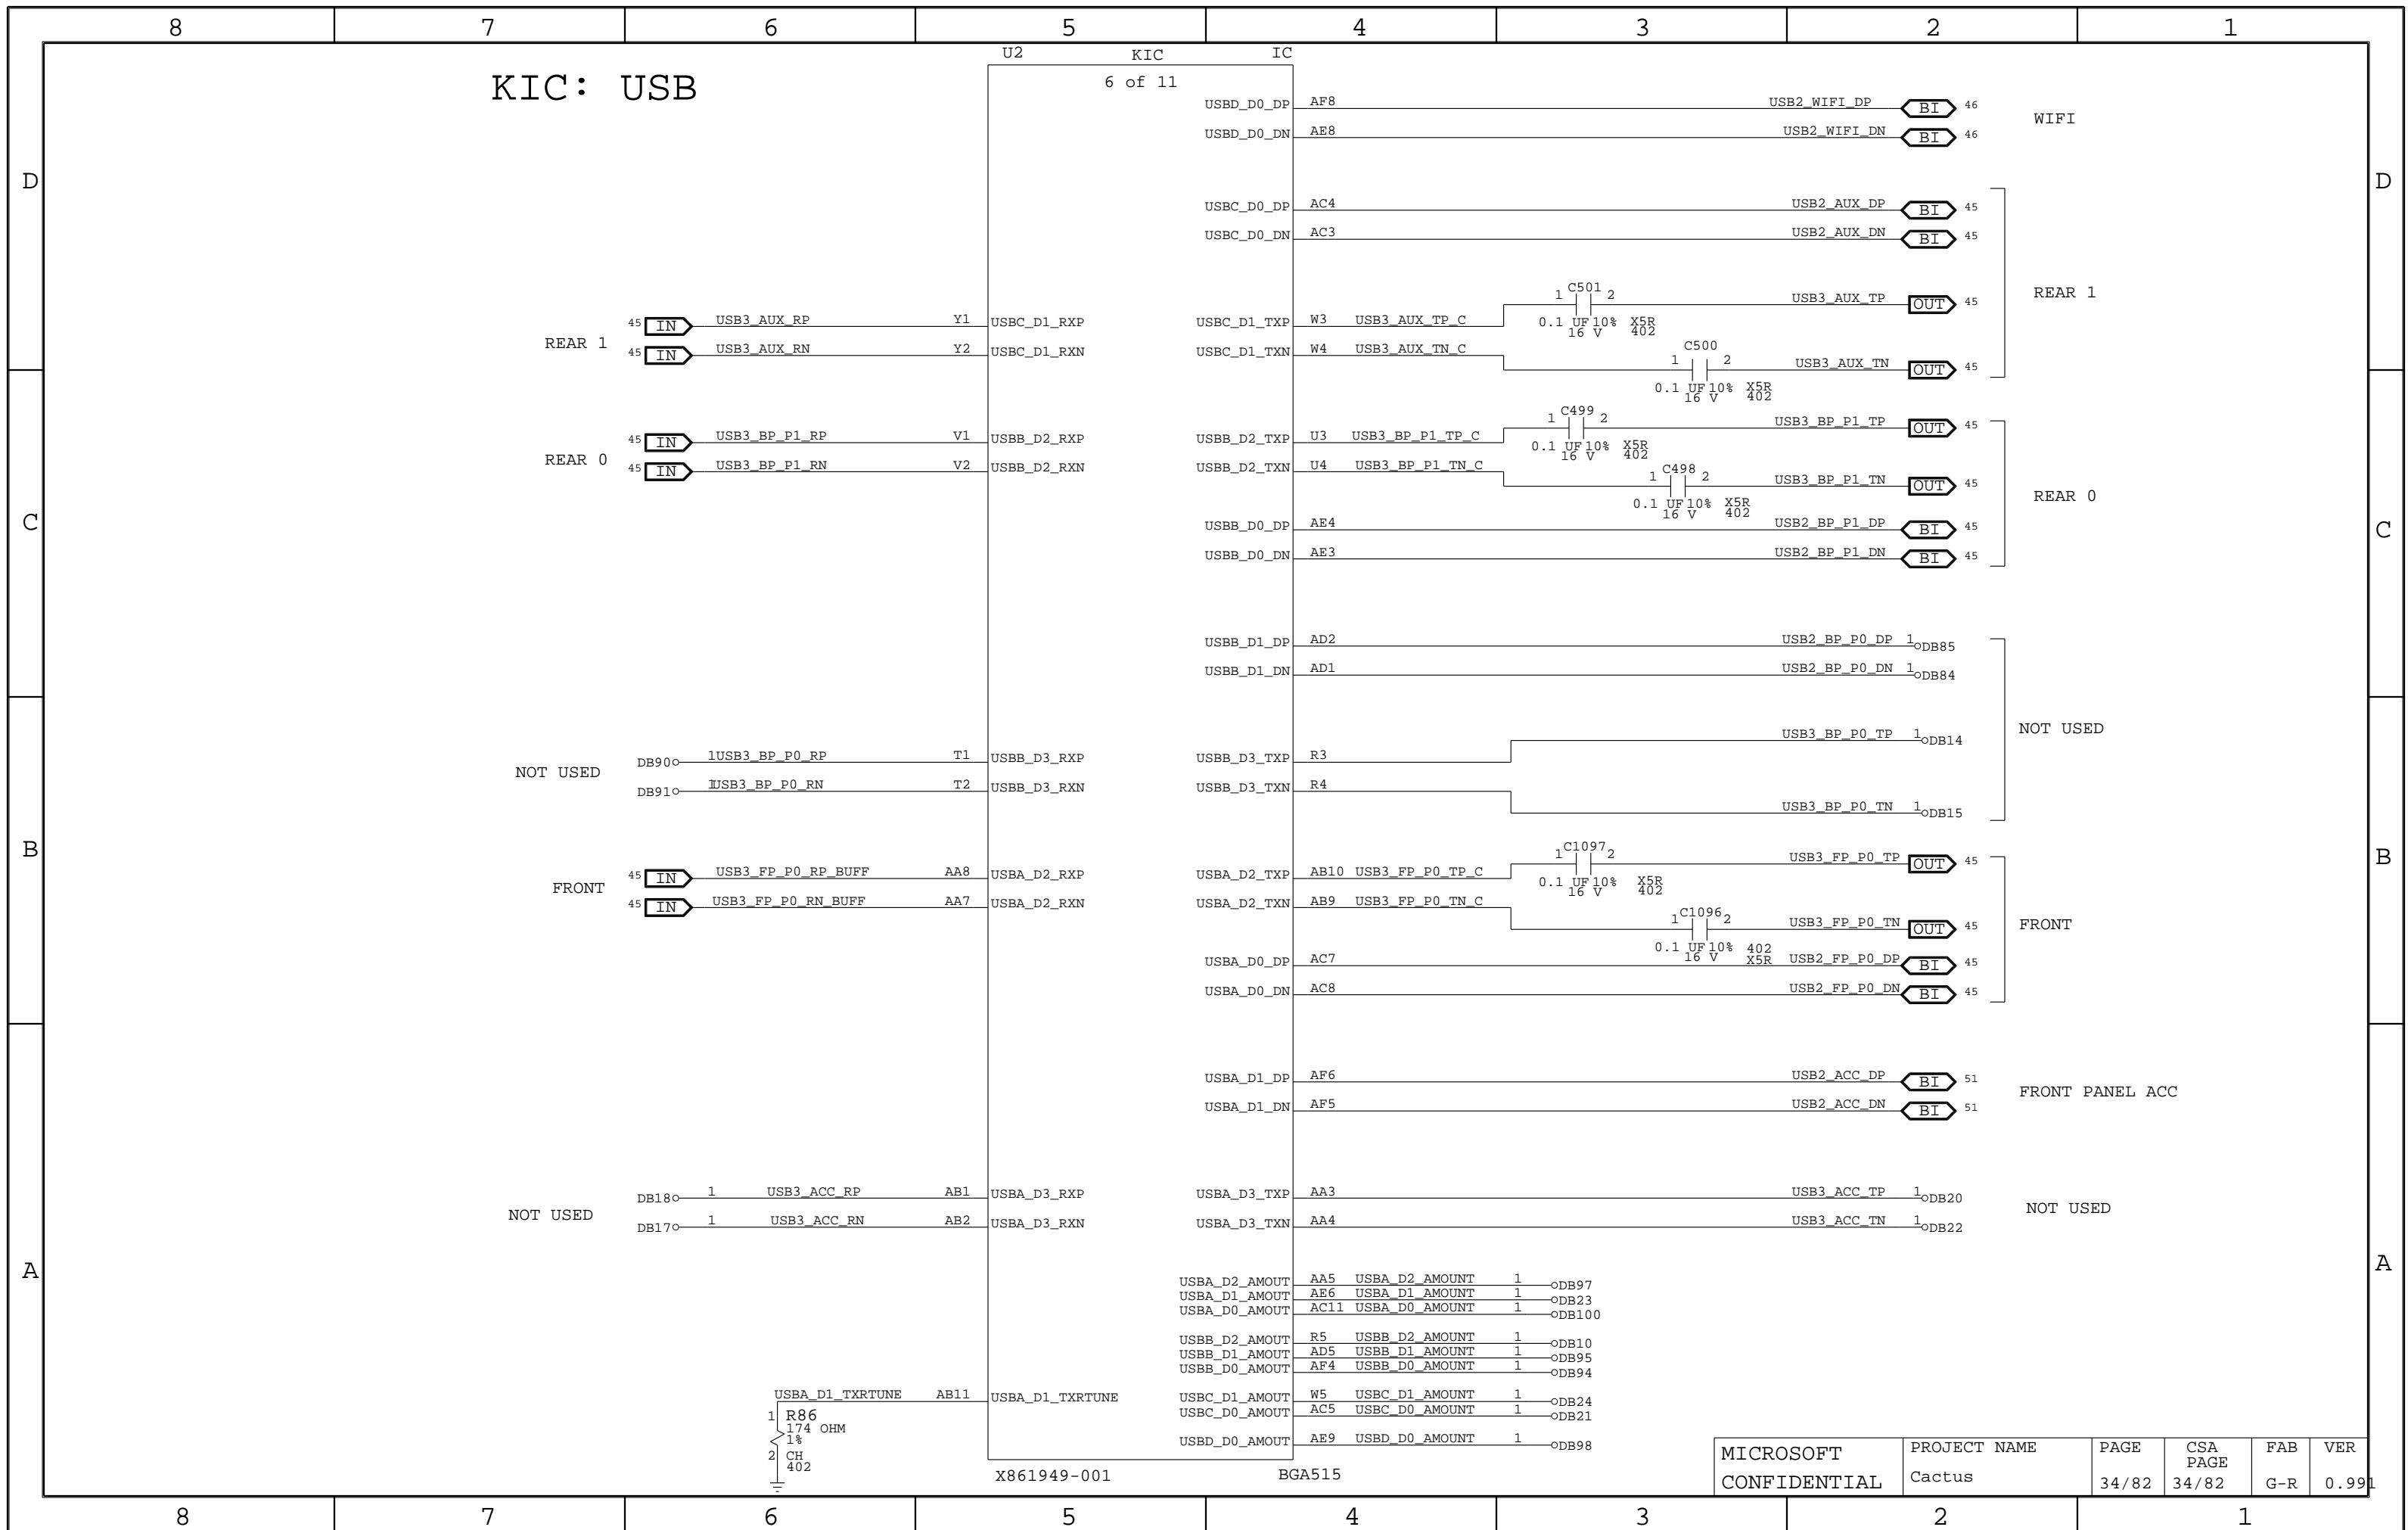 8 7 6 5 4 3 2 1
KIC: USB
U2 KIC IC
6 of 11
USBD_D0_DP AF8 USB2_WIFI_DP BI 46
USBD_D0_DN AE8 USB2_WIFI_DN BI 46
WIFI
D D
USBC_D0_DP AC4 USB2_AUX_DP BI 45
USBC_D0_DN AC3 USB2_AUX_DN BI 45
REAR 1
45 IN USB3_AUX_RP Y1 USBC_D1_RXP
45 IN USB3_AUX_RN Y2 USBC_D1_RXN
REAR 1
USBC_D1_TXP W3 USB3_AUX_TP_C 1 C501 2 USB3_AUX_TP OUT 45
0.1 UF 10% X5R
16 V 402
USBC_D1_TXN W4 USB3_AUX_TN_C 1 C500 2 USB3_AUX_TN OUT 45
0.1 UF 10% X5R
16 V 402
REAR 0
45 IN USB3_BP_P1_RP V1 USBB_D2_RXP
45 IN USB3_BP_P1_RN V2 USBB_D2_RXN
USBB_D2_TXP U3 USB3_BP_P1_TP_C 1 C499 2 USB3_BP_P1_TP OUT 45
0.1 UF 10% X5R
16 V 402
USBB_D2_TXN U4 USB3_BP_P1_TN_C 1 C498 2 USB3_BP_P1_TN OUT 45
0.1 UF 10% X5R
16 V 402
REAR 0
C C
USBB_D0_DP AE4 USB2_BP_P1_DP BI 45
USBB_D0_DN AE3 USB2_BP_P1_DN BI 45
USBB_D1_DP AD2 USB2_BP_P0_DP 1 DB85
USBB_D1_DN AD1 USB2_BP_P0_DN 1 DB84
NOT USED
NOT USED
DB90 1 USB3_BP_P0_RP T1 USBB_D3_RXP
DB91 1 USB3_BP_P0_RN T2 USBB_D3_RXN
USBB_D3_TXP R3 USB3_BP_P0_TP 1 DB14
USBB_D3_TXN R4 USB3_BP_P0_TN 1 DB15
B B
FRONT
45 IN USB3_FP_P0_RP_BUFF AA8 USBA_D2_RXP
45 IN USB3_FP_P0_RN_BUFF AA7 USBA_D2_RXN
USBA_D2_TXP AB10 USB3_FP_P0_TP_C 1 C1097 2 USB3_FP_P0_TP OUT 45
0.1 UF 10% X5R
16 V 402
USBA_D2_TXN AB9 USB3_FP_P0_TN_C 1 C1096 2 USB3_FP_P0_TN OUT 45
0.1 UF 10% 402
16 V X5R
FRONT
USBA_D0_DP AC7 USB2_FP_P0_DP BI 45
USBA_D0_DN AC8 USB2_FP_P0_DN BI 45
USBA_D1_DP AF6 USB2_ACC_DP BI 51
USBA_D1_DN AF5 USB2_ACC_DN BI 51
FRONT PANEL ACC
NOT USED
DB18 1 USB3_ACC_RP AB1 USBA_D3_RXP
DB17 1 USB3_ACC_RN AB2 USBA_D3_RXN
USBA_D3_TXP AA3 USB3_ACC_TP 1 DB20
USBA_D3_TXN AA4 USB3_ACC_TN 1 DB22
NOT USED
A A
USBA_D2_AMOUT AA5 USBA_D2_AMOUNT 1 DB97
USBA_D1_AMOUT AE6 USBA_D1_AMOUNT 1 DB23
USBA_D0_AMOUT AC11 USBA_D0_AMOUNT 1 DB100
USBB_D2_AMOUT R5 USBB_D2_AMOUNT 1 DB10
USBB_D1_AMOUT AD5 USBB_D1_AMOUNT 1 DB95
USBB_D0_AMOUT AF4 USBB_D0_AMOUNT 1 DB94
USBA_D1_TXRTUNE AB11 USBA_D1_TXRTUNE
USBC_D1_AMOUT W5 USBC_D1_AMOUNT 1 DB24
USBC_D0_AMOUT AC5 USBC_D0_AMOUNT 1 DB21
USBD_D0_AMOUT AE9 USBD_D0_AMOUNT 1 DB98
1 R86
174 OHM
1%
2 CH
402
X861949-001 BGA515
MICROSOFT CONFIDENTIAL
PROJECT NAME Cactus
PAGE 34/82
CSA PAGE 34/82
FAB G-R
VER 0.991
8 7 6 5 4 3 2 1